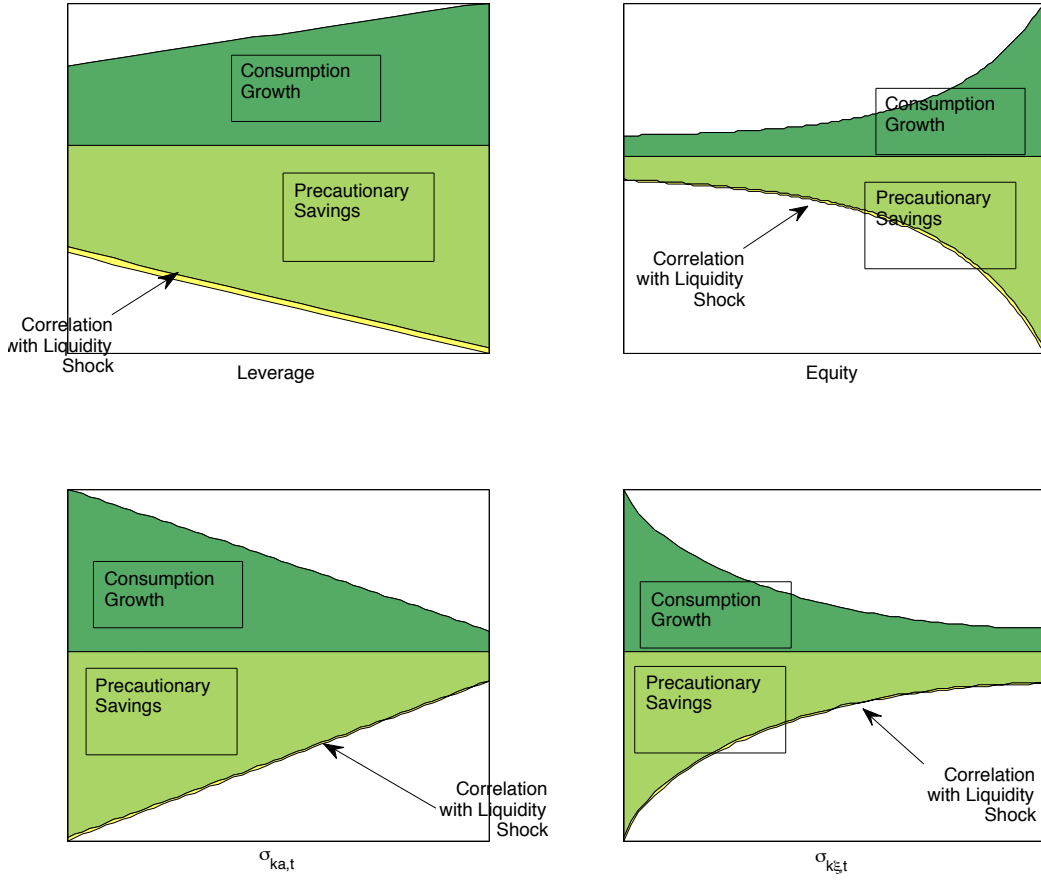 Consumption
Growth
Precautionary
Savings
Correlation
with Liquidity
Shock
Leverage
Consumption
Growth
Precautionary
Savings
Correlation
with Liquidity
Shock
Equity
Consumption
Growth
Precautionary
Savings
Correlation
with Liquidity
Shock
σka,t
Consumption
Growth
Precautionary
Savings
Correlation
with Liquidity
Shock
σkξ,t